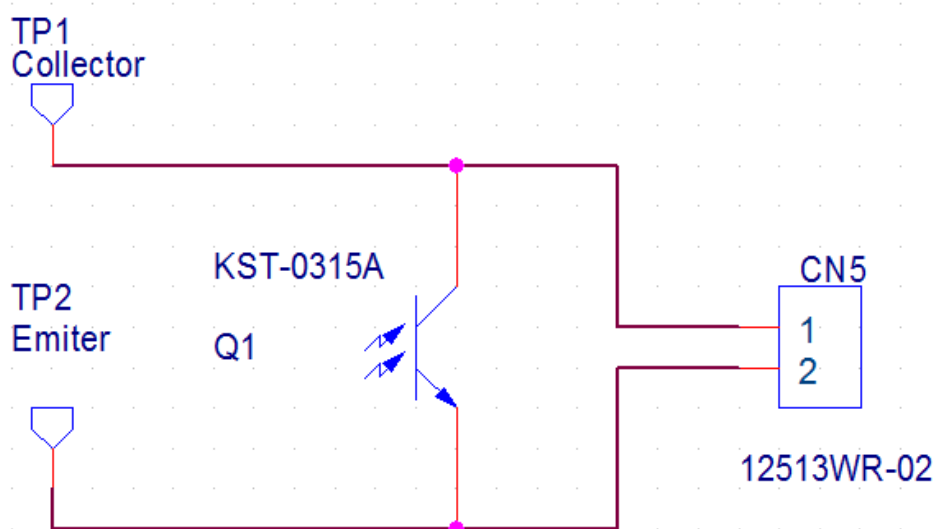 TP1
Collector
KST-0315A
CN5
TP2
Emiter
Q1
1
2
12513WR-02